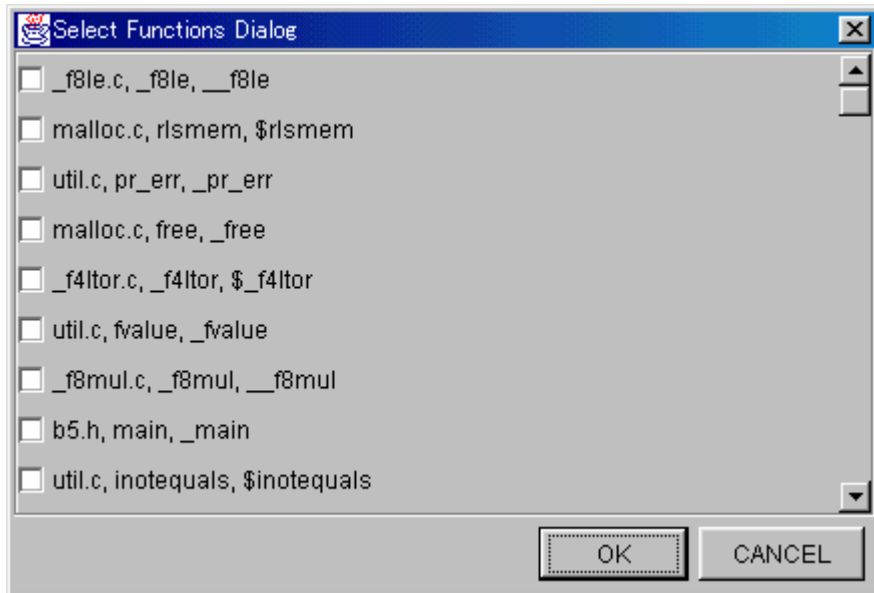 Select Functions Dialog
_f8le.c, _f8le, __f8le
malloc.c, rlsmem, $rlsmem
util.c, pr_err, _pr_err
malloc.c, free, _free
_f4ltor.c, _f4ltor, $_f4ltor
util.c, fvalue, _fvalue
_f8mul.c, _f8mul, __f8mul
b5.h, main, _main
util.c, inotequals, $inotequals
OK CANCEL